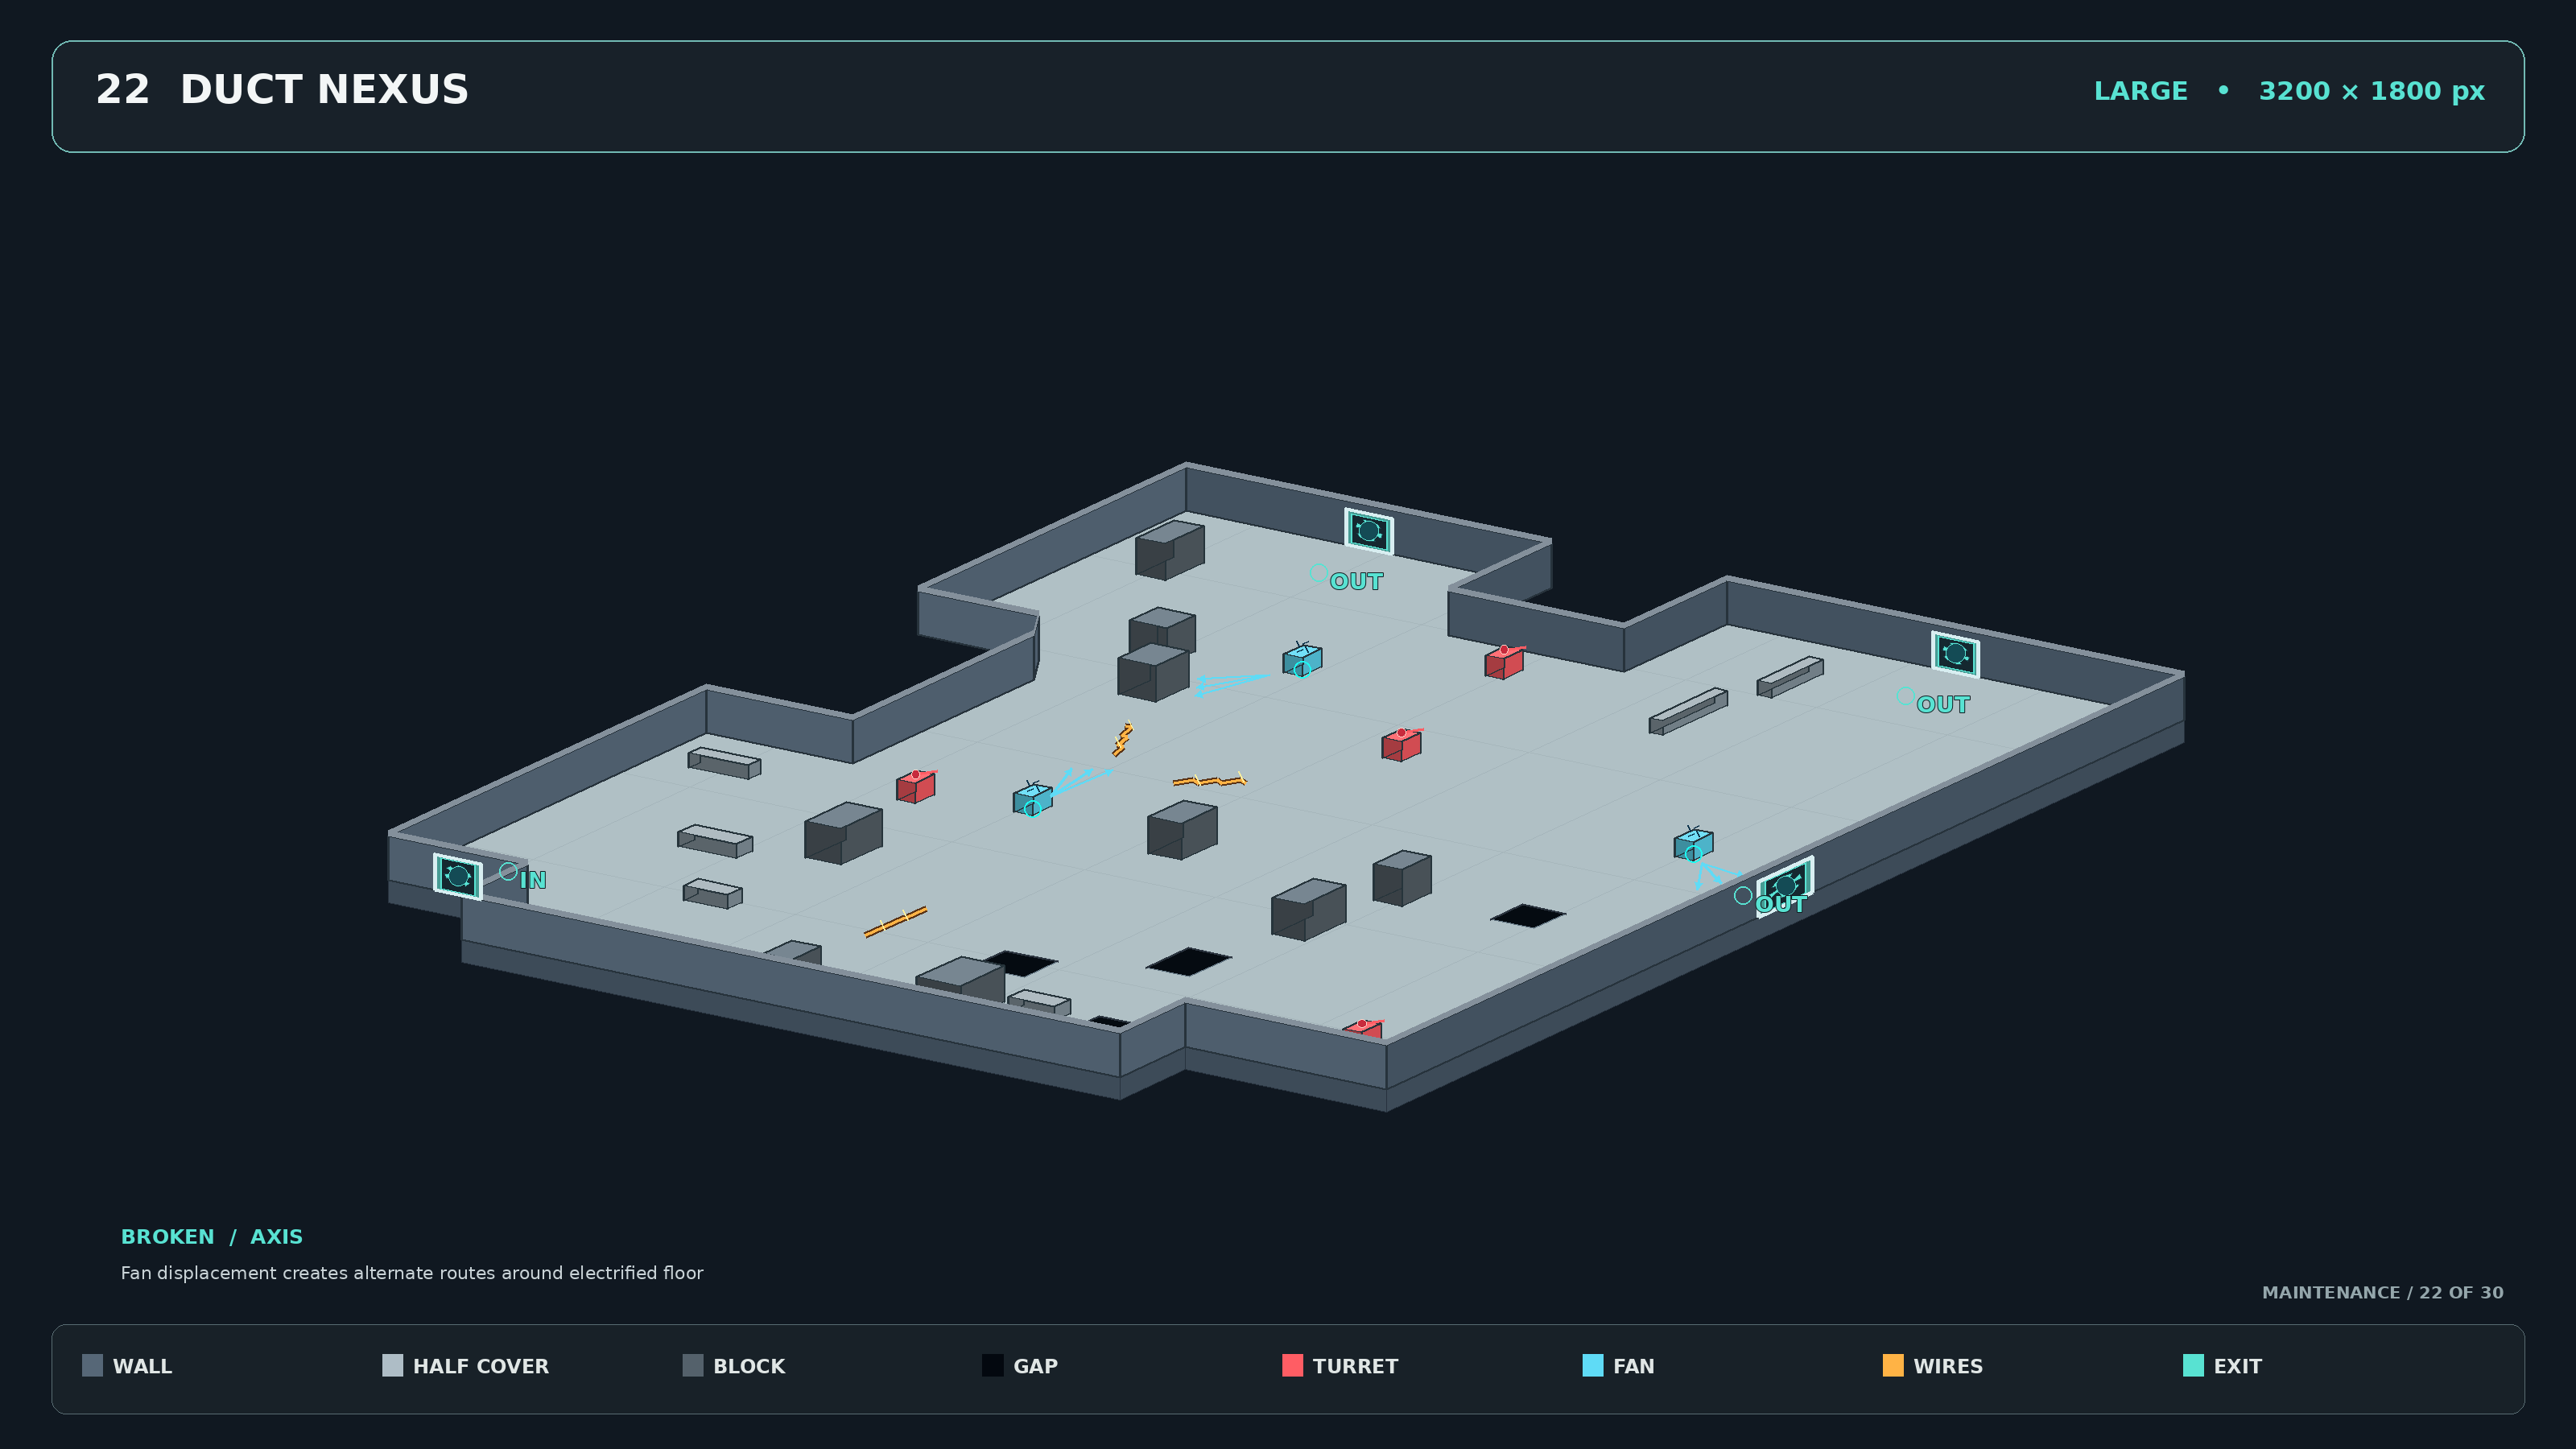 22 DUCT NEXUS
LARGE • 3200 × 1800 px
OUT
OUT
IN
OUT
BROKEN / AXIS
Fan displacement creates alternate routes around electrified floor
MAINTENANCE / 22 OF 30
WALL HALF COVER BLOCK GAP TURRET FAN WIRES EXIT